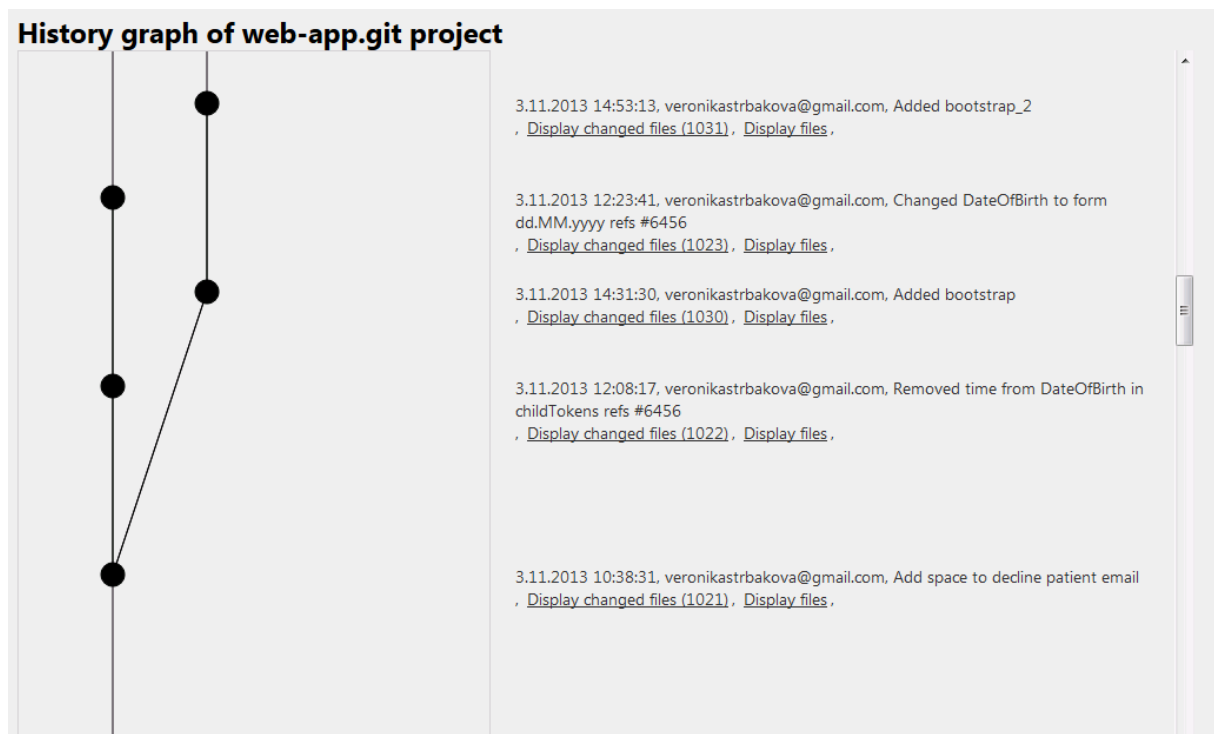 History graph of web-app.git project
3.11.2013 14:53:13, veronikastrbakova@gmail.com, Added bootstrap_2
, Display changed files (1031), Display files,
3.11.2013 12:23:41, veronikastrbakova@gmail.com, Changed DateOfBirth to form
dd.MM.yyyy refs #6456
, Display changed files (1023), Display files,
3.11.2013 14:31:30, veronikastrbakova@gmail.com, Added bootstrap
, Display changed files (1030), Display files,
3.11.2013 12:08:17, veronikastrbakova@gmail.com, Removed time from DateOfBirth in
childTokens refs #6456
, Display changed files (1022), Display files,
3.11.2013 10:38:31, veronikastrbakova@gmail.com, Add space to decline patient email
, Display changed files (1021), Display files,